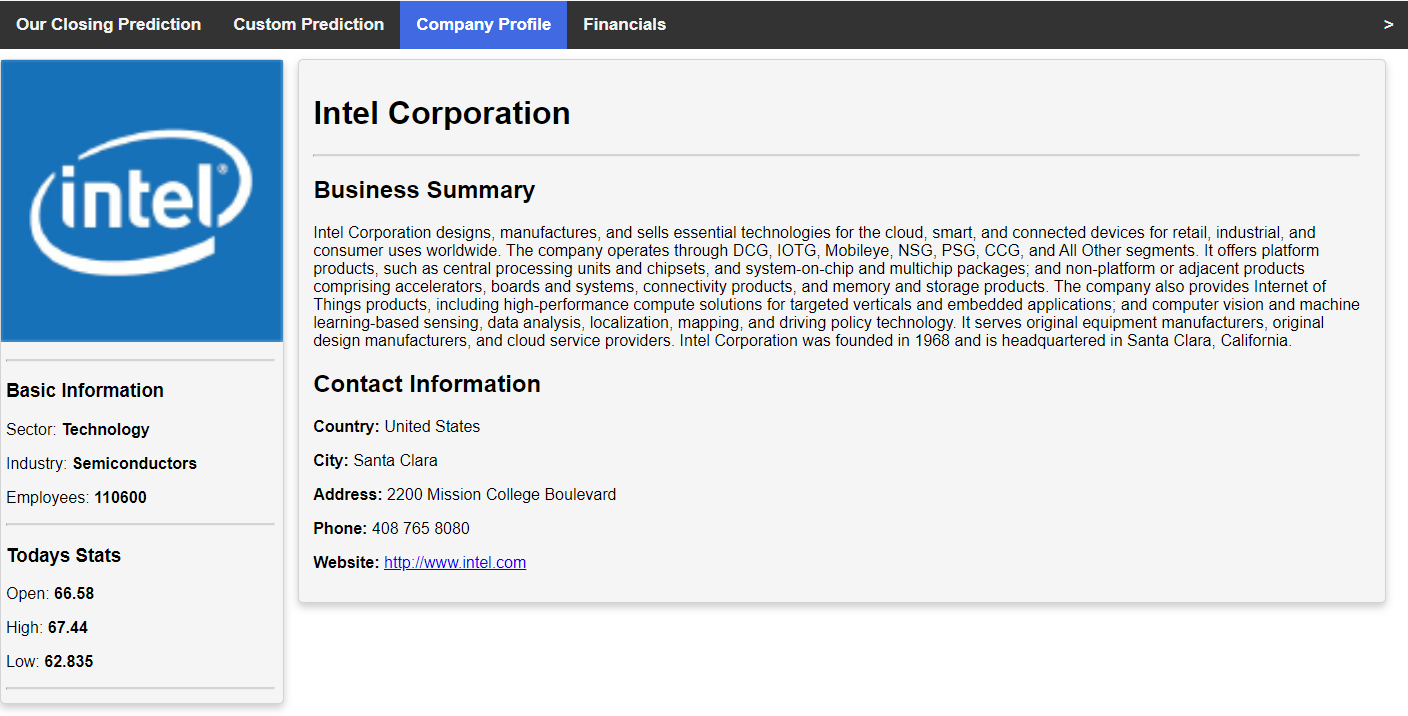 Our Closing Prediction Custom Prediction Company Profile Financials >
intel®
Basic Information
Sector: Technology
Industry: Semiconductors
Employees: 110600
Todays Stats
Open: 66.58
High: 67.44
Low: 62.835
Intel Corporation
Business Summary
Intel Corporation designs, manufactures, and sells essential technologies for the cloud, smart, and connected devices for retail, industrial, and
consumer uses worldwide. The company operates through DCG, IOTG, Mobileye, NSG, PSG, CCG, and All Other segments. It offers platform
products, such as central processing units and chipsets, and system-on-chip and multichip packages; and non-platform or adjacent products
comprising accelerators, boards and systems, connectivity products, and memory and storage products. The company also provides Internet of
Things products, including high-performance compute solutions for targeted verticals and embedded applications; and computer vision and machine
learning-based sensing, data analysis, localization, mapping, and driving policy technology. It serves original equipment manufacturers, original
design manufacturers, and cloud service providers. Intel Corporation was founded in 1968 and is headquartered in Santa Clara, California.
Contact Information
Country: United States
City: Santa Clara
Address: 2200 Mission College Boulevard
Phone: 408 765 8080
Website: http://www.intel.com